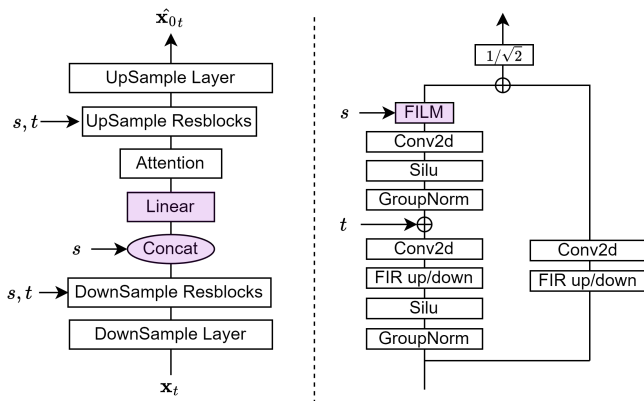 x̂₀ₜ
UpSample Layer
s, t
UpSample Resblocks
Attention
Linear
s
Concat
s, t
DownSample Resblocks
DownSample Layer
xₜ
1/√2
s
FILM
Conv2d
Silu
GroupNorm
t
Conv2d
FIR up/down
Silu
GroupNorm
Conv2d
FIR up/down